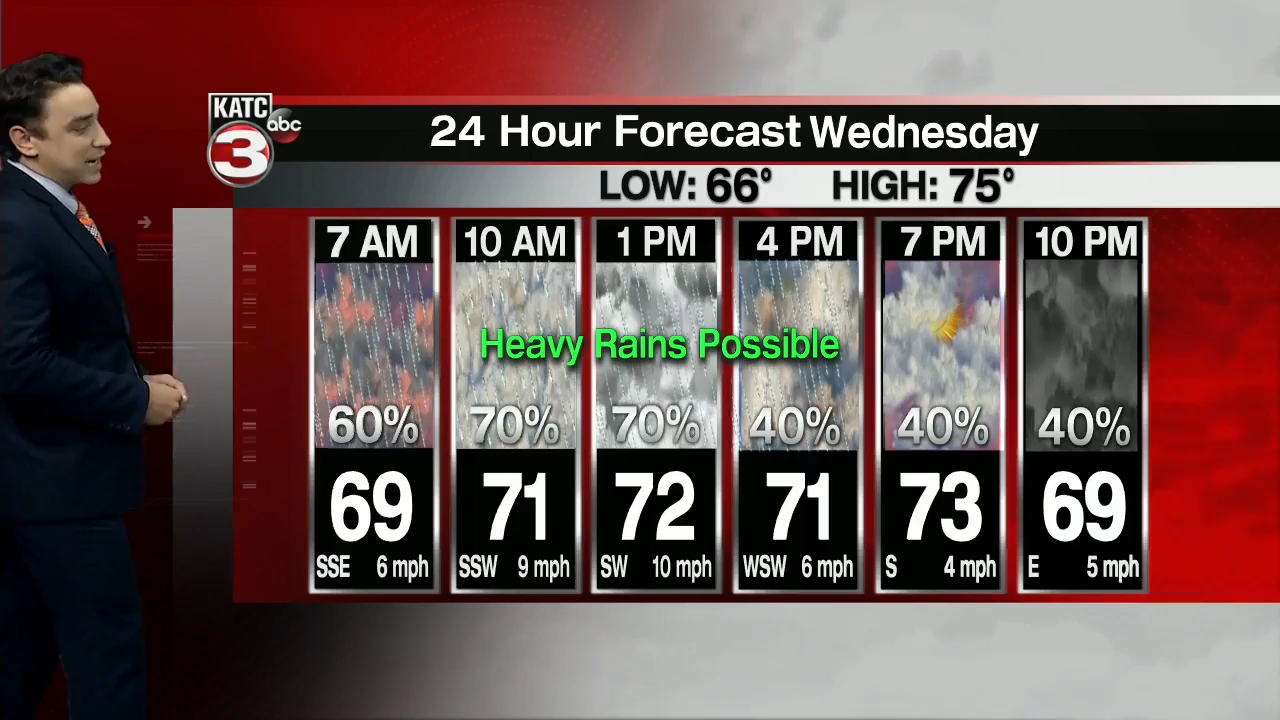 KATC
3
abc
24 Hour Forecast Wednesday
LOW: 66° HIGH: 75°
7 AM 10 AM 1 PM 4 PM 7 PM 10 PM
Heavy Rains Possible
60% 70% 70% 40% 40% 40%
69 71 72 71 73 69
SSE 6 mph SSW 9 mph SW 10 mph WSW 6 mph S 4 mph E 5 mph